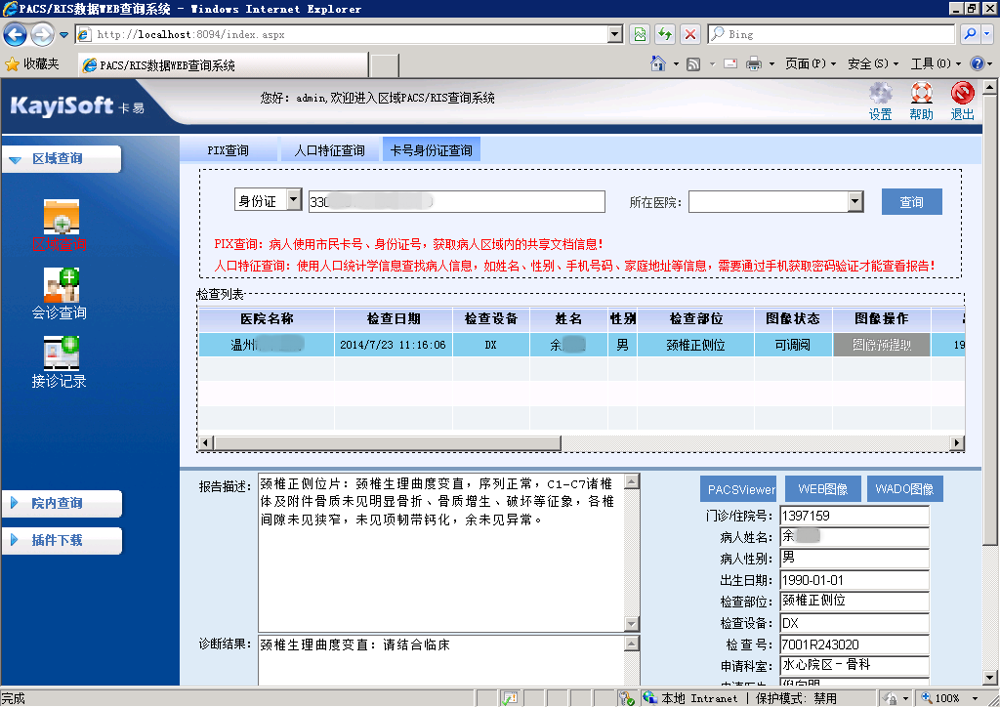 PACS/RIS数据WEB查询系统 - Windows Internet Explorer
http://localhost:8094/index.aspx
Bing
收藏夹
PACS/RIS数据WEB查询系统
页面(P)
安全(S)
工具(O)
KayiSoft 卡易
您好: admin,欢迎进入区域PACS/RIS查询系统
设置
帮助
退出
区域查询
会诊查询
接诊记录
院内查询
插件下载
PIX查询
人口特征查询
卡号身份证查询
身份证
330
所在医院:
查询
PIX查询: 病人使用市民卡号、身份证号，获取病人区域内的共享文档信息!
人口特征查询: 使用人口统计学信息查找病人信息，如姓名、性别、手机号码、家庭地址等信息，需要通过手机获取密码验证才能查看报告!
检查列表
医院名称 检查日期 检查设备 姓名 性别 检查部位 图像状态 图像操作
温州 2014/7/23 11:16:06 DX 余 男 颈椎正侧位 可调阅 图像预提取 19
报告描述:
颈椎正侧位片: 颈椎生理曲度变直，序列正常，C1-C7诸椎
体及附件骨质未见明显骨折、骨质增生、破坏等征象，各椎
间隙未见狭窄，未见项韧带钙化，余未见异常。
诊断结果:
颈椎生理曲度变直: 请结合临床
PACSViewer
WEB图像
WADO图像
门诊/住院号: 1397159
病人姓名: 余
病人性别: 男
出生日期: 1990-01-01
检查部位: 颈椎正侧位
检查设备: DX
检 查 号: 7001R243020
申请科室: 水心院区－骨科
完成
本地 Intranet | 保护模式: 禁用
100%